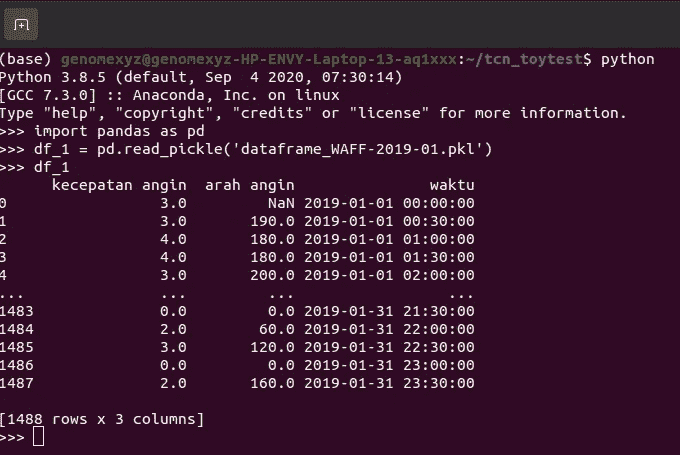 (base) genomexyz@genomexyz-HP-ENVY-Laptop-13-aq1xxx:~/tcn_toytest$ python
Python 3.8.5 (default, Sep  4 2020, 07:30:14)
[GCC 7.3.0] :: Anaconda, Inc. on linux
Type "help", "copyright", "credits" or "license" for more information.
>>> import pandas as pd
>>> df_1 = pd.read_pickle('dataframe_WAFF-2019-01.pkl')
>>> df_1
      kecepatan angin  arah angin               waktu
0                 3.0         NaN 2019-01-01 00:00:00
1                 3.0       190.0 2019-01-01 00:30:00
2                 4.0       180.0 2019-01-01 01:00:00
3                 4.0       180.0 2019-01-01 01:30:00
4                 3.0       200.0 2019-01-01 02:00:00
...               ...         ...                 ...
1483              0.0         0.0 2019-01-31 21:30:00
1484              2.0        60.0 2019-01-31 22:00:00
1485              3.0       120.0 2019-01-31 22:30:00
1486              0.0         0.0 2019-01-31 23:00:00
1487              2.0       160.0 2019-01-31 23:30:00
[1488 rows x 3 columns]
>>>